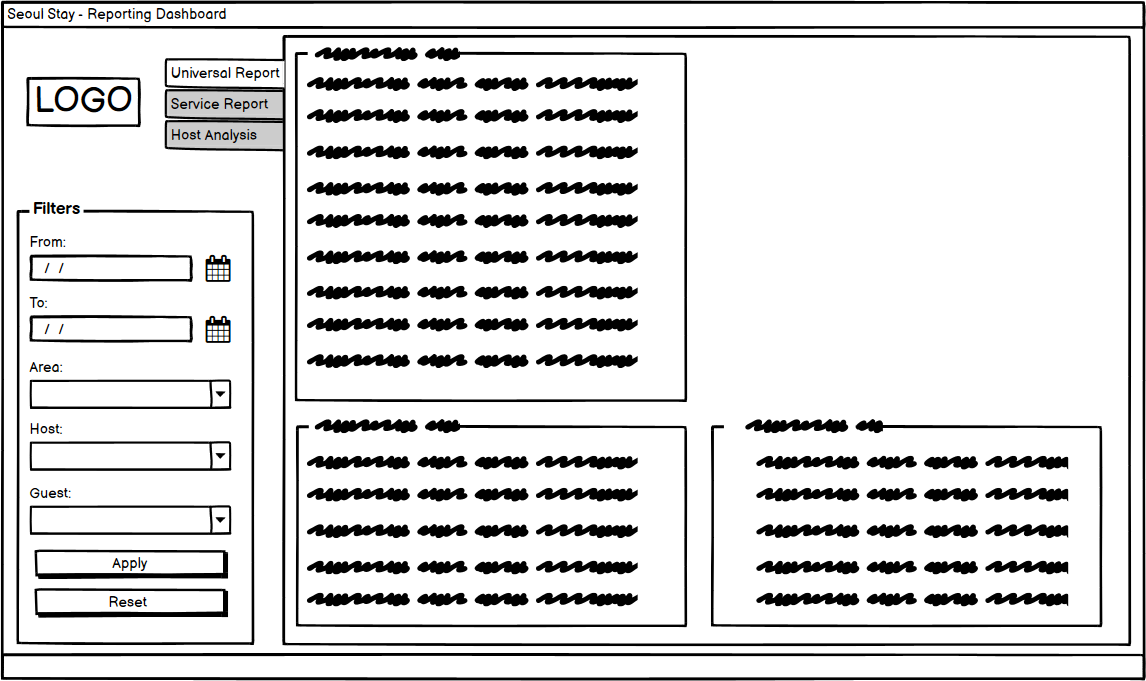 Seoul Stay - Reporting Dashboard
LOGO
Universal Report
Service Report
Host Analysis
Filters
From:
/ /
To:
/ /
Area:
Host:
Guest:
Apply
Reset